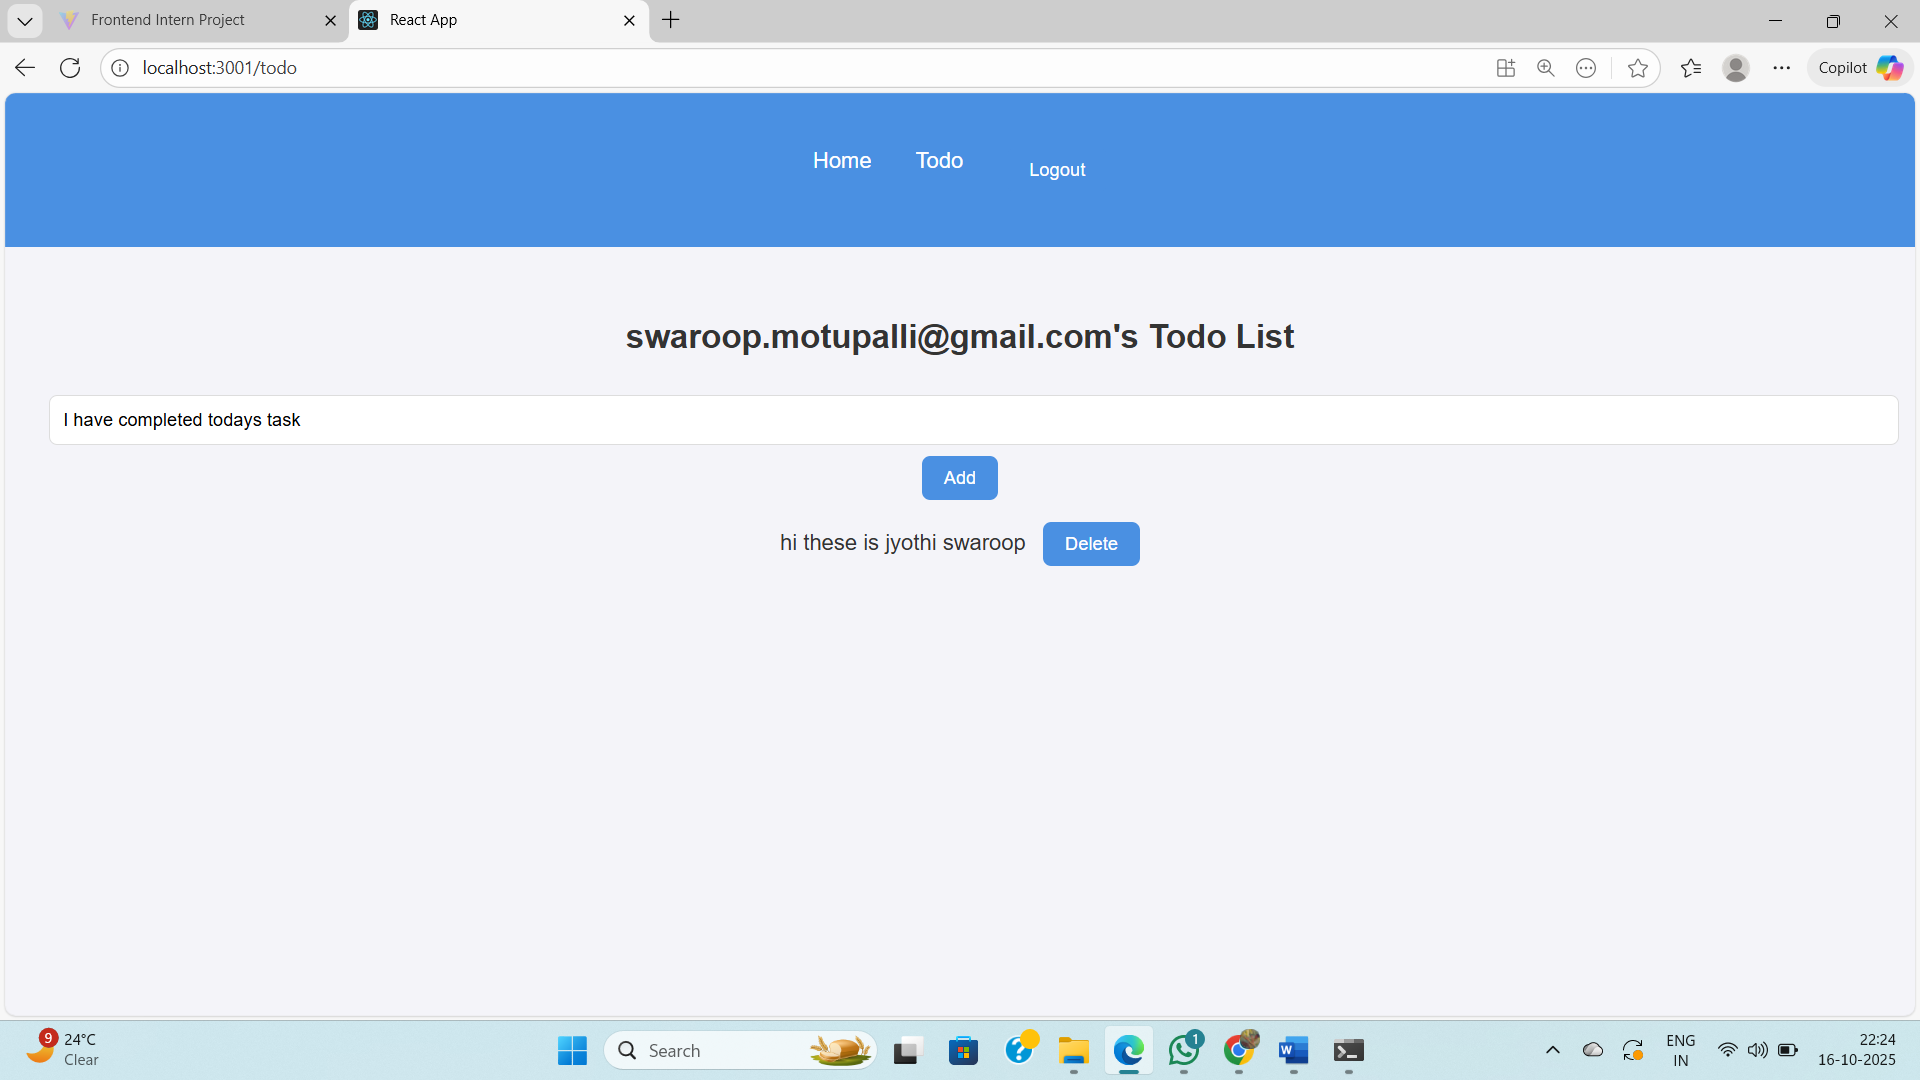 Frontend Intern Project
React App
localhost:3001/todo
Copilot
Home Todo Logout
swaroop.motupalli@gmail.com's Todo List
I have completed todays task
Add
hi these is jyothi swaroop Delete
9
24°C
Clear
Search
1
ENG
IN
22:24
16-10-2025